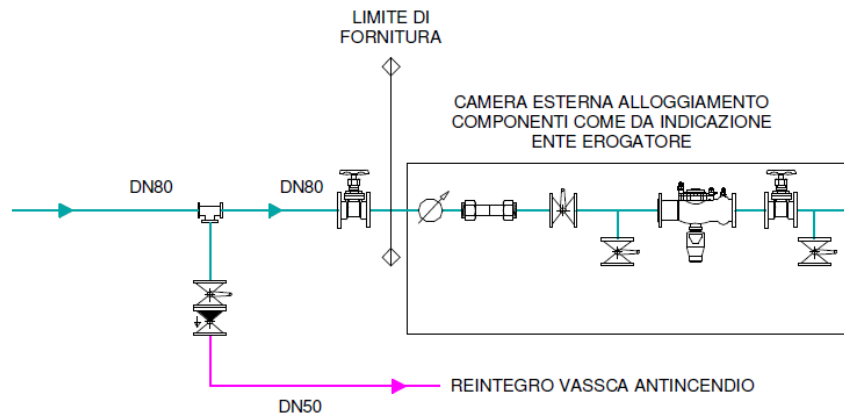 LIMITE DI
FORNITURA
CAMERA ESTERNA ALLOGGIAMENTO
COMPONENTI COME DA INDICAZIONE
ENTE EROGATORE
DN80
DN80
REINTEGRO VASSCA ANTINCENDIO
DN50